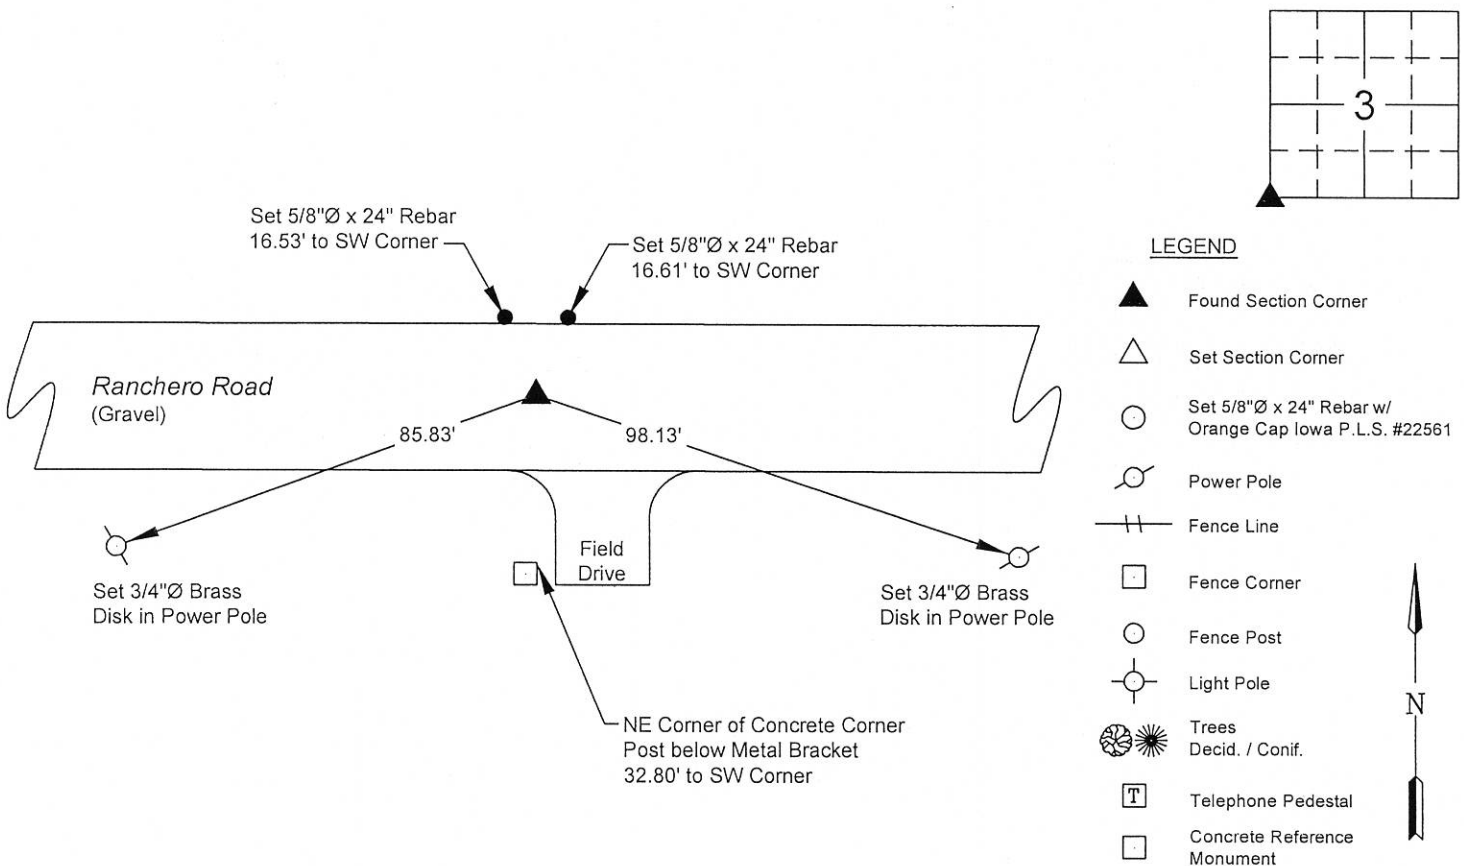 3
Set 5/8"Ø x 24" Rebar
16.53' to SW Corner
Set 5/8"Ø x 24" Rebar
16.61' to SW Corner
Ranchero Road
(Gravel)
85.83'
98.13'
Field
Drive
Set 3/4"Ø Brass
Disk in Power Pole
Set 3/4"Ø Brass
Disk in Power Pole
NE Corner of Concrete Corner
Post below Metal Bracket
32.80' to SW Corner
LEGEND
Found Section Corner
Set Section Corner
Set 5/8"Ø x 24" Rebar w/
Orange Cap Iowa P.L.S. #22561
Power Pole
Fence Line
Fence Corner
Fence Post
Light Pole
Trees
Decid. / Conif.
T
Telephone Pedestal
Concrete Reference
Monument
N